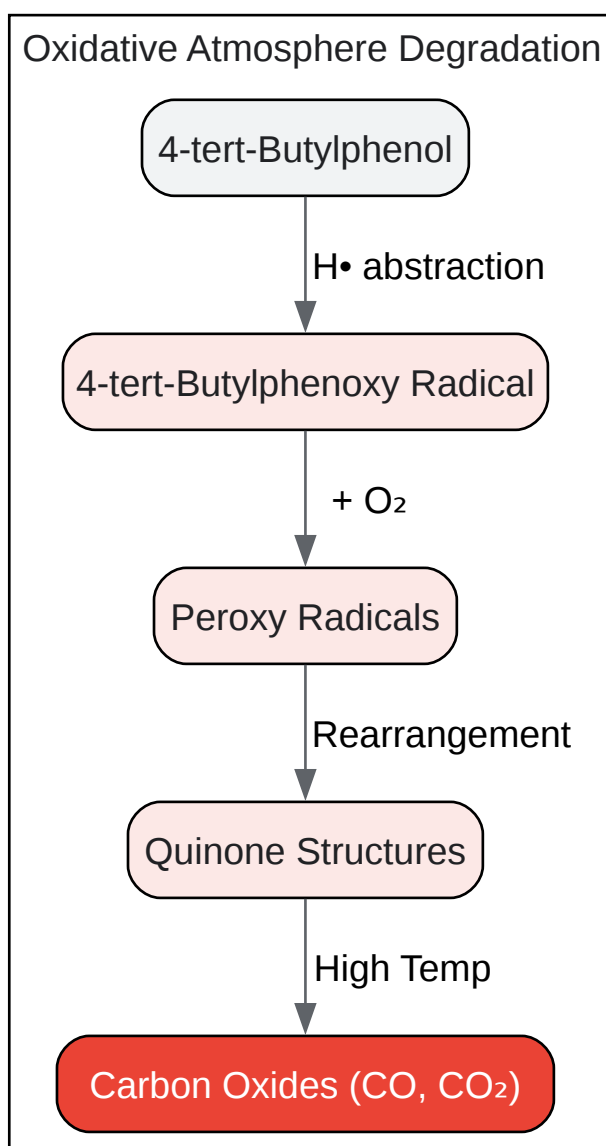 Oxidative Atmosphere Degradation
4-tert-Butylphenol
H• abstraction
4-tert-Butylphenoxy Radical
+ O₂
Peroxy Radicals
Rearrangement
Quinone Structures
High Temp
Carbon Oxides (CO, CO₂)